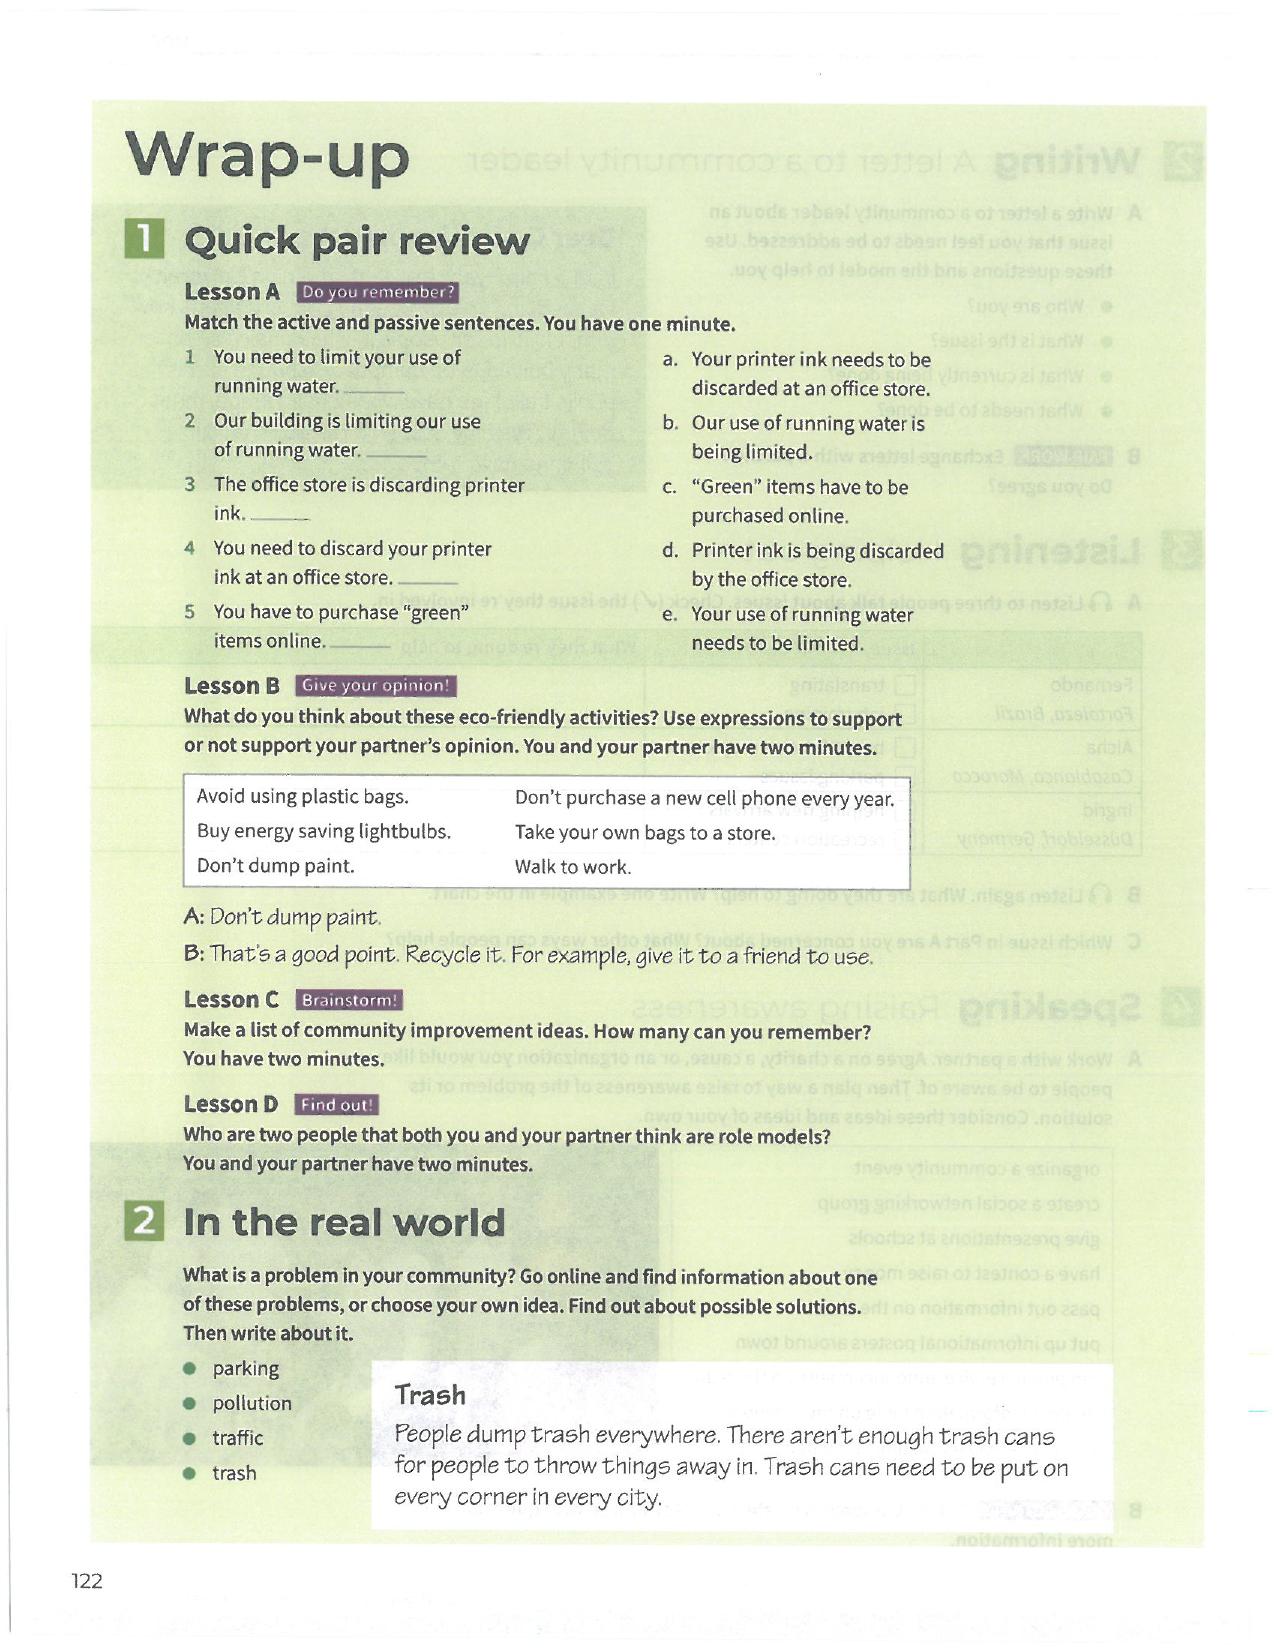 Wrap-up
1 Quick pair review
Lesson A Do you remember?
Match the active and passive sentences. You have one minute.
1 You need to limit your use of
running water. ______
2 Our building is limiting our use
of running water. ______
3 The office store is discarding printer
ink. ______
4 You need to discard your printer
ink at an office store. ______
5 You have to purchase “green”
items online. ______
a. Your printer ink needs to be
discarded at an office store.
b. Our use of running water is
being limited.
c. “Green” items have to be
purchased online.
d. Printer ink is being discarded
by the office store.
e. Your use of running water
needs to be limited.
Lesson B Give your opinion!
What do you think about these eco-friendly activities? Use expressions to support
or not support your partner’s opinion. You and your partner have two minutes.
Avoid using plastic bags. Don’t purchase a new cell phone every year.
Buy energy saving lightbulbs. Take your own bags to a store.
Don’t dump paint. Walk to work.
A: Don’t dump paint.
B: That’s a good point. Recycle it. For example, give it to a friend to use.
Lesson C Brainstorm!
Make a list of community improvement ideas. How many can you remember?
You have two minutes.
Lesson D Find out!
Who are two people that both you and your partner think are role models?
You and your partner have two minutes.
2 In the real world
What is a problem in your community? Go online and find information about one
of these problems, or choose your own idea. Find out about possible solutions.
Then write about it.
● parking
● pollution
● traffic
● trash
Trash
People dump trash everywhere. There aren’t enough trash cans
for people to throw things away in. Trash cans need to be put on
every corner in every city.
122